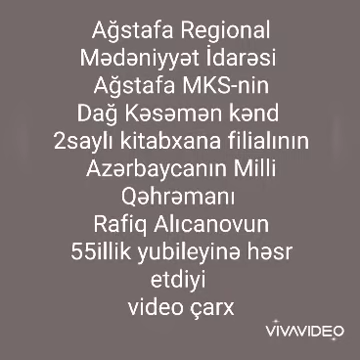 Ağstafa Regional
Mədəniyyət İdarəsi
Ağstafa MKS-nin
Dağ Kəsəmən kənd
2saylı kitabxana filialının
Azərbaycanın Milli
Qəhrəmanı
Rafiq Alıcanovun
55illik yubileyinə həsr
etdiyi
video çarx
VIVAVIDEO